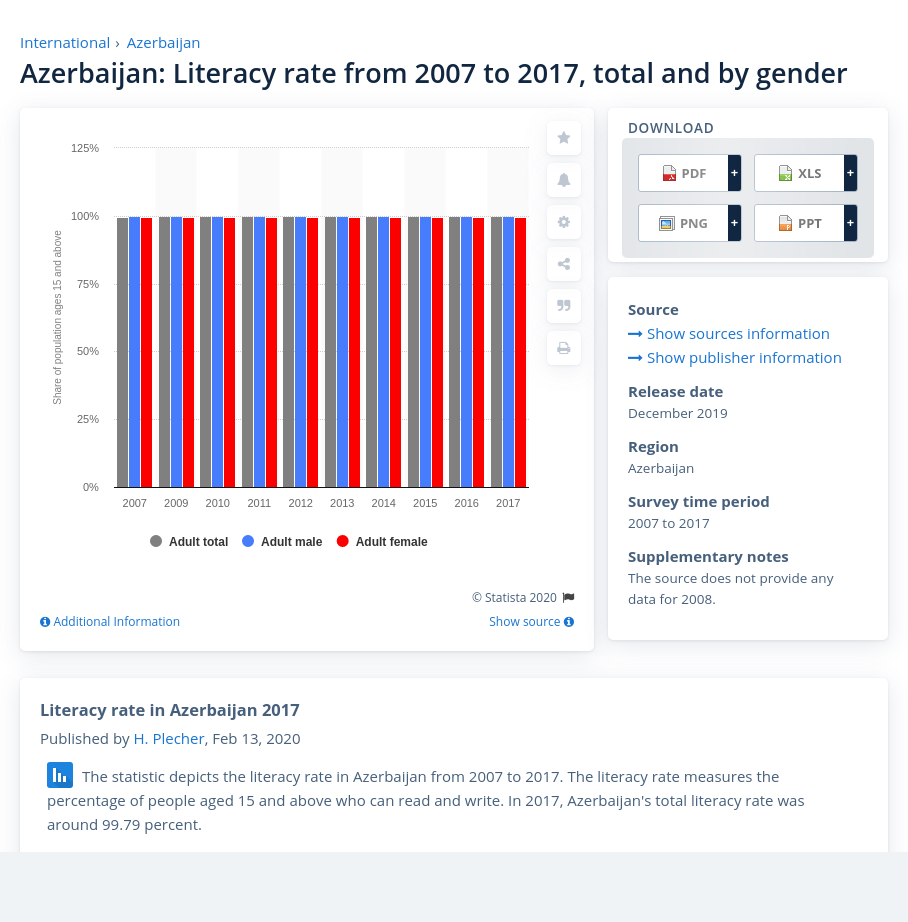 International › Azerbaijan
Azerbaijan: Literacy rate from 2007 to 2017, total and by gender
125%
100%
75%
50%
25%
0%
Share of population ages 15 and above
2007 2009 2010 2011 2012 2013 2014 2015 2016 2017
Adult total Adult male Adult female
© Statista 2020
Additional Information Show source
DOWNLOAD
PDF + XLS +
PNG + PPT +
Source
Show sources information
Show publisher information
Release date
December 2019
Region
Azerbaijan
Survey time period
2007 to 2017
Supplementary notes
The source does not provide any
data for 2008.
Literacy rate in Azerbaijan 2017
Published by H. Plecher, Feb 13, 2020
The statistic depicts the literacy rate in Azerbaijan from 2007 to 2017. The literacy rate measures the
percentage of people aged 15 and above who can read and write. In 2017, Azerbaijan's total literacy rate was
around 99.79 percent.